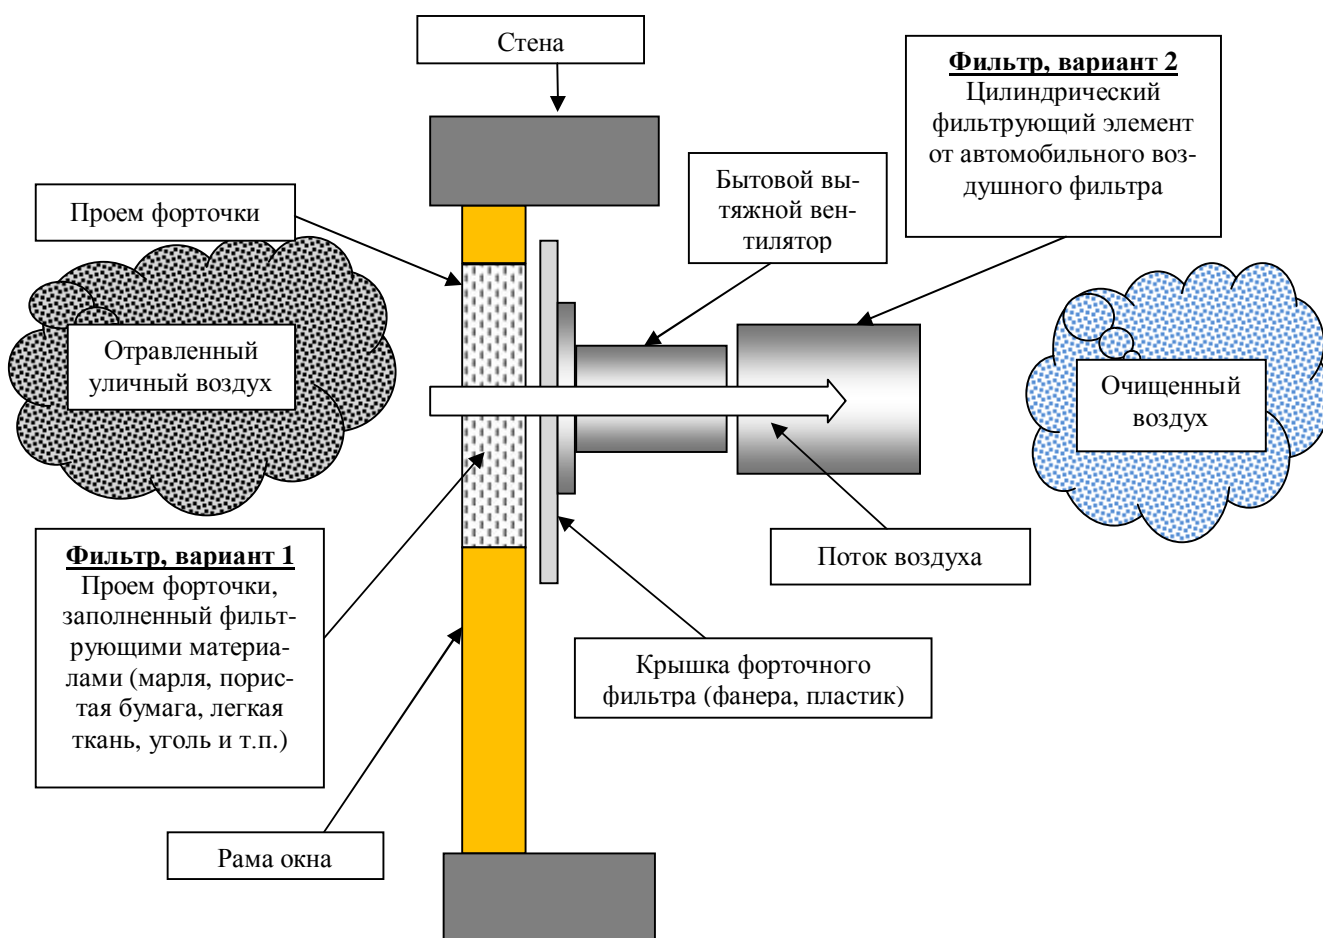 Стена
Фильтр, вариант 2
Цилиндрический
фильтрующий элемент
от автомобильного воз-
душного фильтра
Бытовой вы-
тяжной вен-
тилятор
Проем форточки
Отравленный
уличный воздух
Очищенный
воздух
Фильтр, вариант 1
Проем форточки,
заполненный фильт-
рующими материа-
лами (марля, порис-
тая бумага, легкая
ткань, уголь и т.п.)
Поток воздуха
Крышка форточного
фильтра (фанера, пластик)
Рама окна